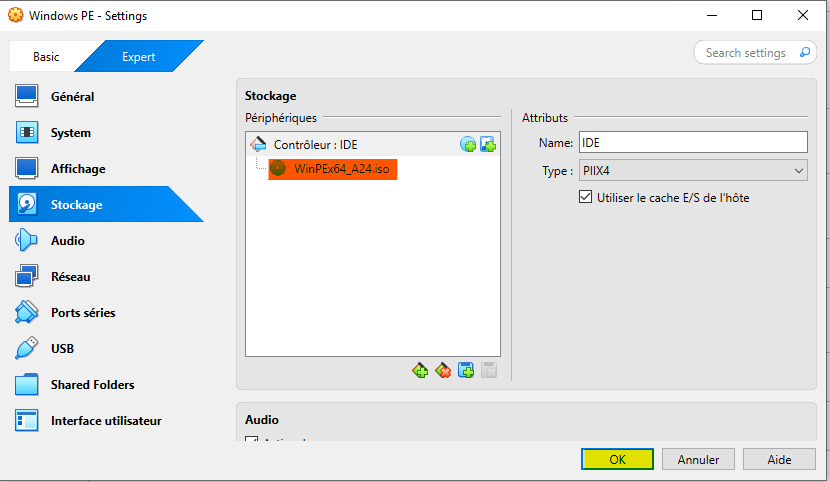 Windows PE - Settings
Basic
Expert
Search settings
Général
System
Affichage
Stockage
Audio
Réseau
Ports séries
USB
Shared Folders
Interface utilisateur
Stockage
Périphériques
Contrôleur : IDE
WinPEx64_A24.iso
Attributs
Name: IDE
Type : PIIX4
Utiliser le cache E/S de l'hôte
Audio
OK
Annuler
Aide